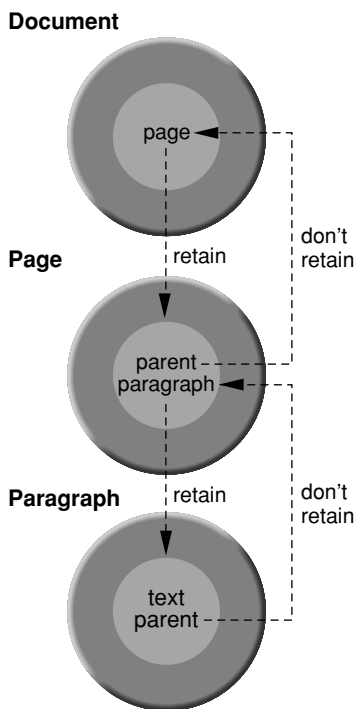 Document
page
retain
don't
retain
Page
parent
paragraph
retain
don't
retain
Paragraph
text
parent